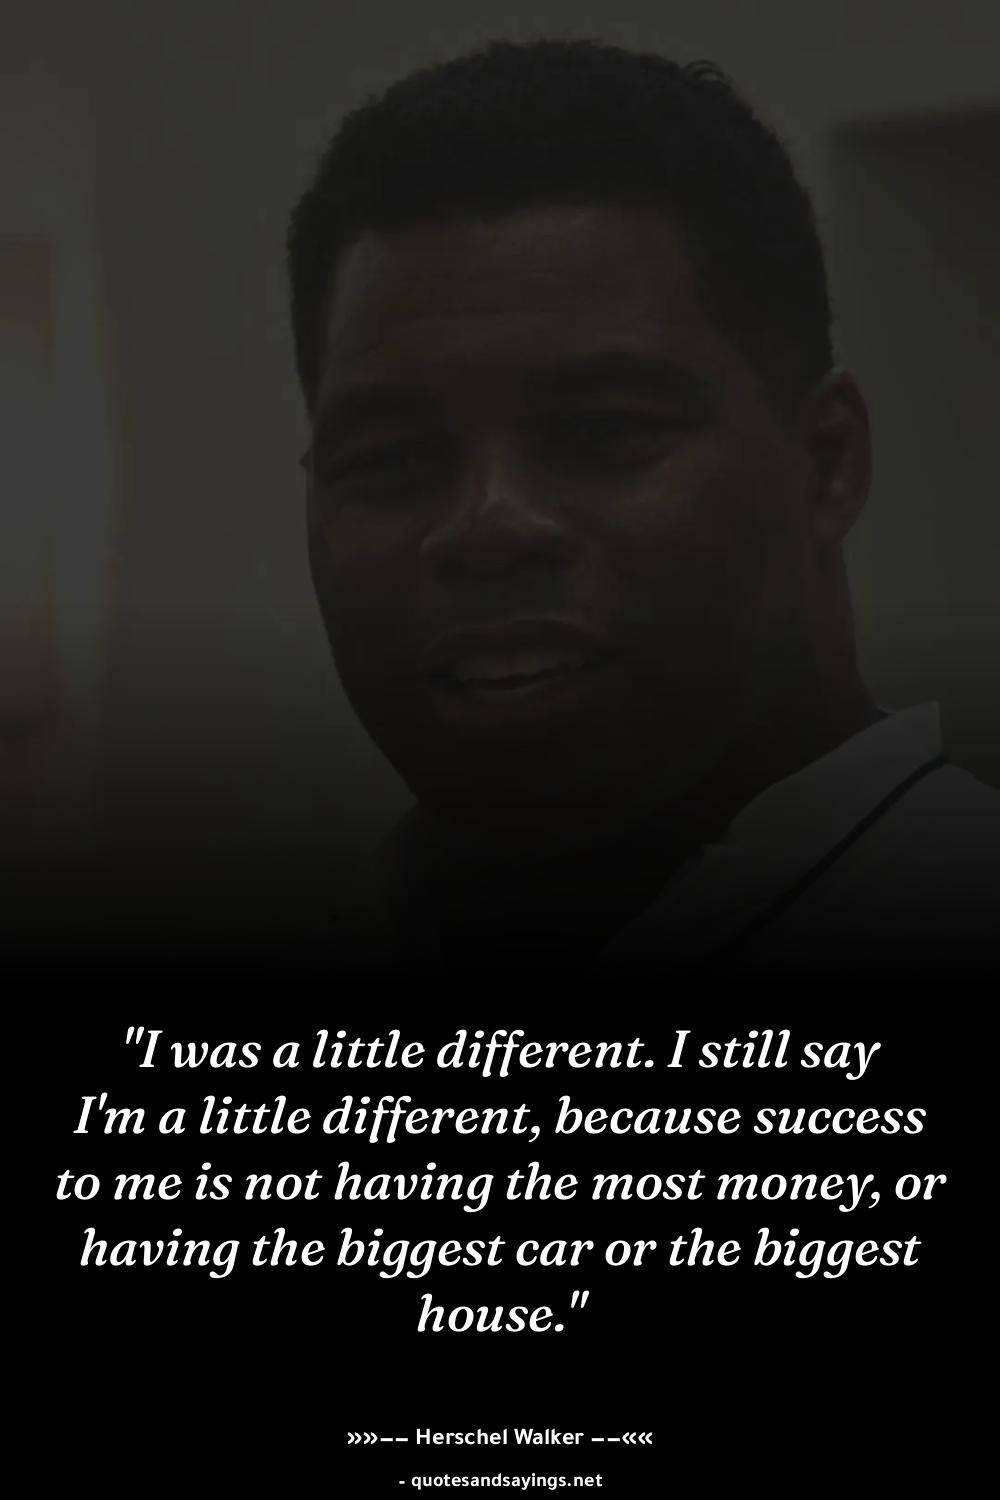 "I was a little different. I still say
I'm a little different, because success
to me is not having the most money, or
having the biggest car or the biggest
house."
»»–– Herschel Walker ––««
- quotesandsayings.net